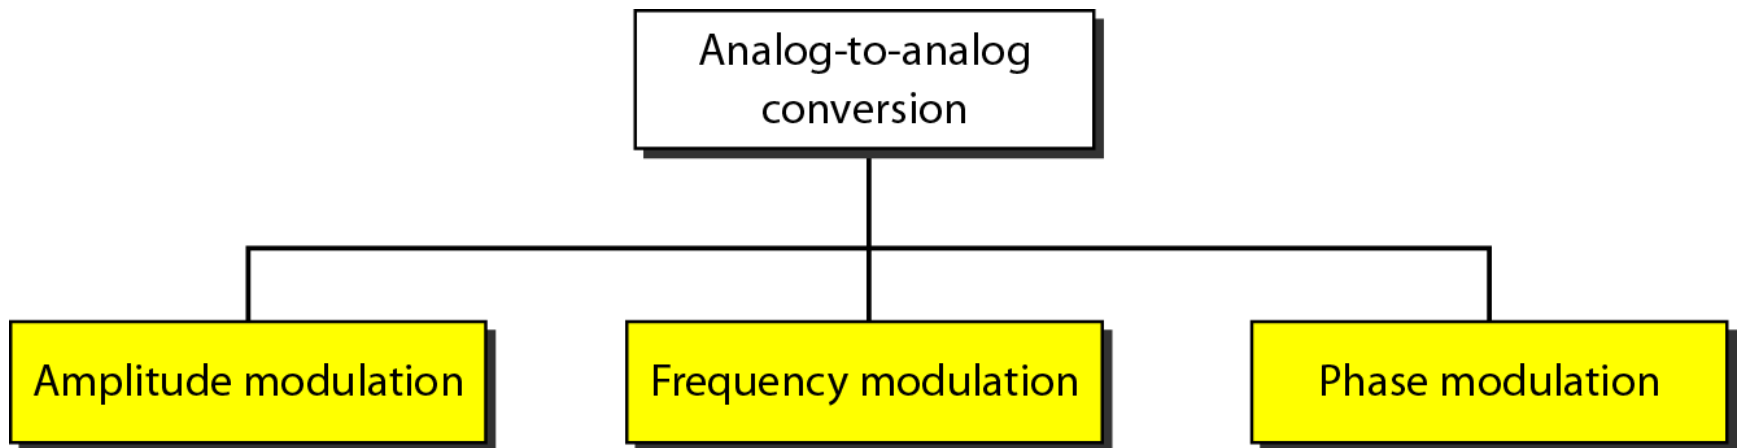 Analog-to-analog
conversion
Amplitude modulation
Frequency modulation
Phase modulation